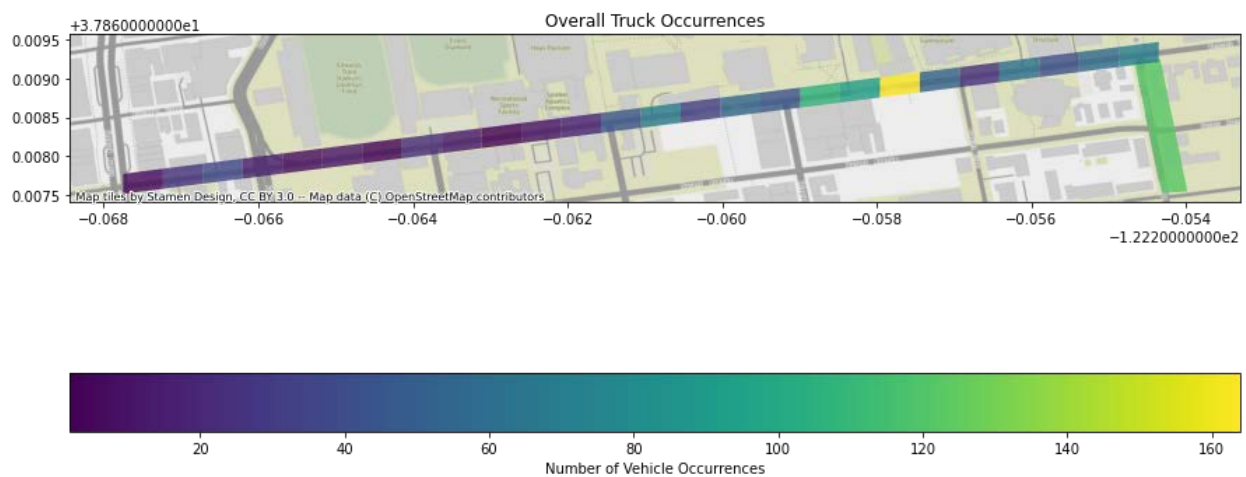 Overall Truck Occurrences
+3.7860000000e1
0.0095
0.0090
0.0085
0.0080
0.0075
Map tiles by Stamen Design, CC BY 3.0 -- Map data (C) OpenStreetMap contributors
−0.068 −0.066 −0.064 −0.062 −0.060 −0.058 −0.056 −0.054
−1.2220000000e2
20 40 60 80 100 120 140 160
Number of Vehicle Occurrences